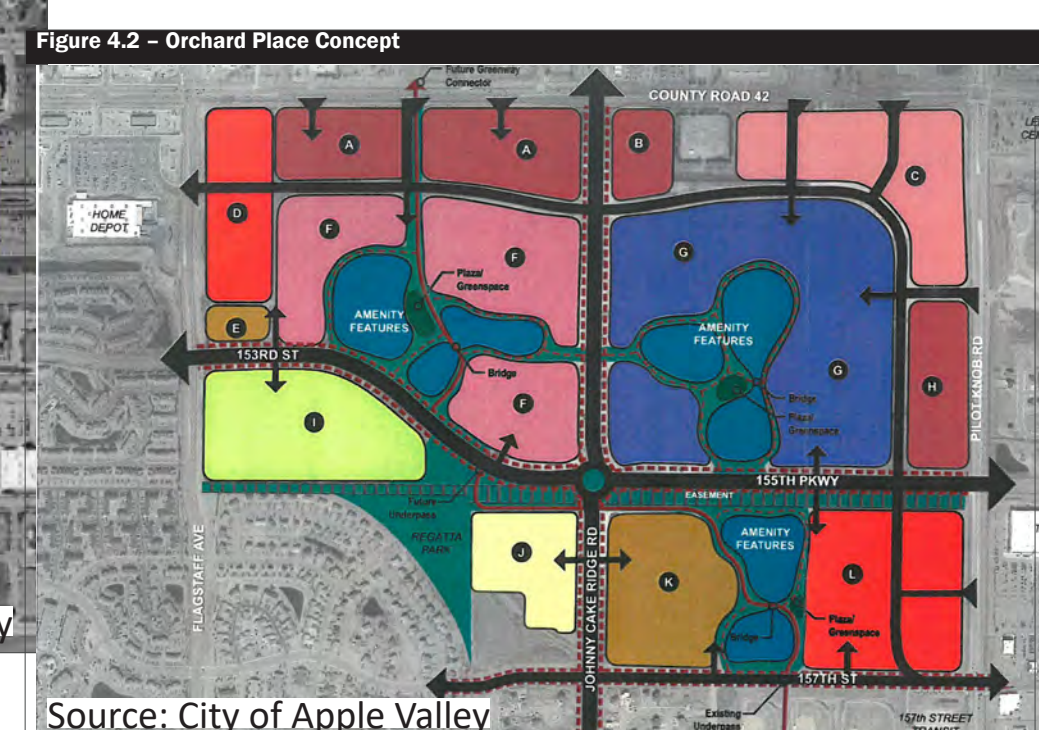 Figure 4.2 – Orchard Place Concept
Future Greenway
Connector
COUNTY ROAD 42
A
A
B
C
D
HOME
DEPOT
F
F
G
Plaza/
Greenspace
AMENITY
FEATURES
AMENITY
FEATURES
E
153RD ST
Bridge
G
H
PILOT KNOB RD
F
Bridge
Plaza/
Greenspace
I
155TH PKWY
EASEMENT
Future
Underpass
REGATTA
PARK
FLAGSTAFF AVE
JOHNNY CAKE RIDGE RD
AMENITY
FEATURES
J
K
L
Plaza/
Greenspace
Bridge
157TH ST
Existing
Underpass
157th STREET
TRANSIT
y
Source: City of Apple Valley